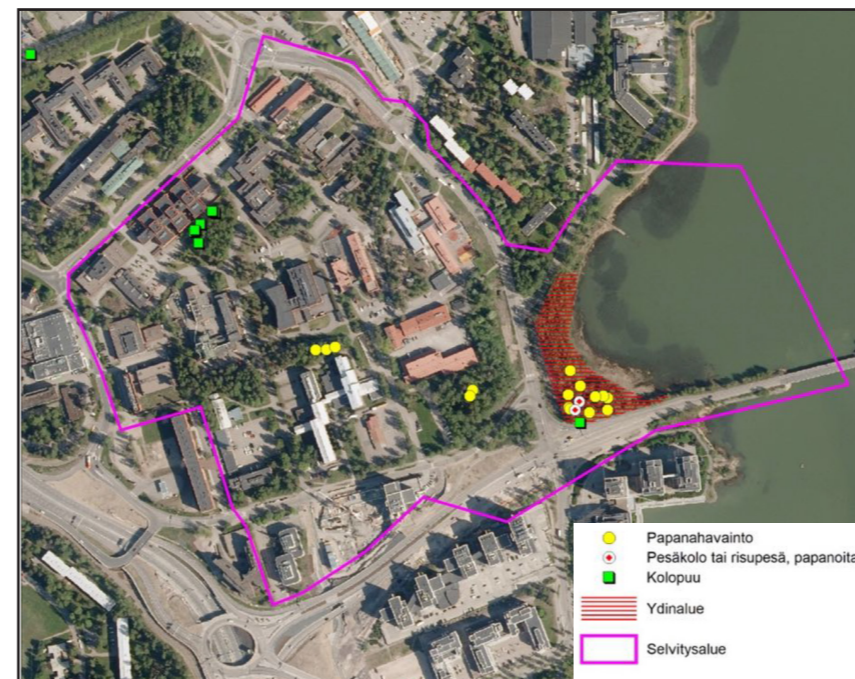 Papanahavainto
Pesäkolo tai risupesä, papanoita
Kolopuu
Ydinalue
Selvitysalue